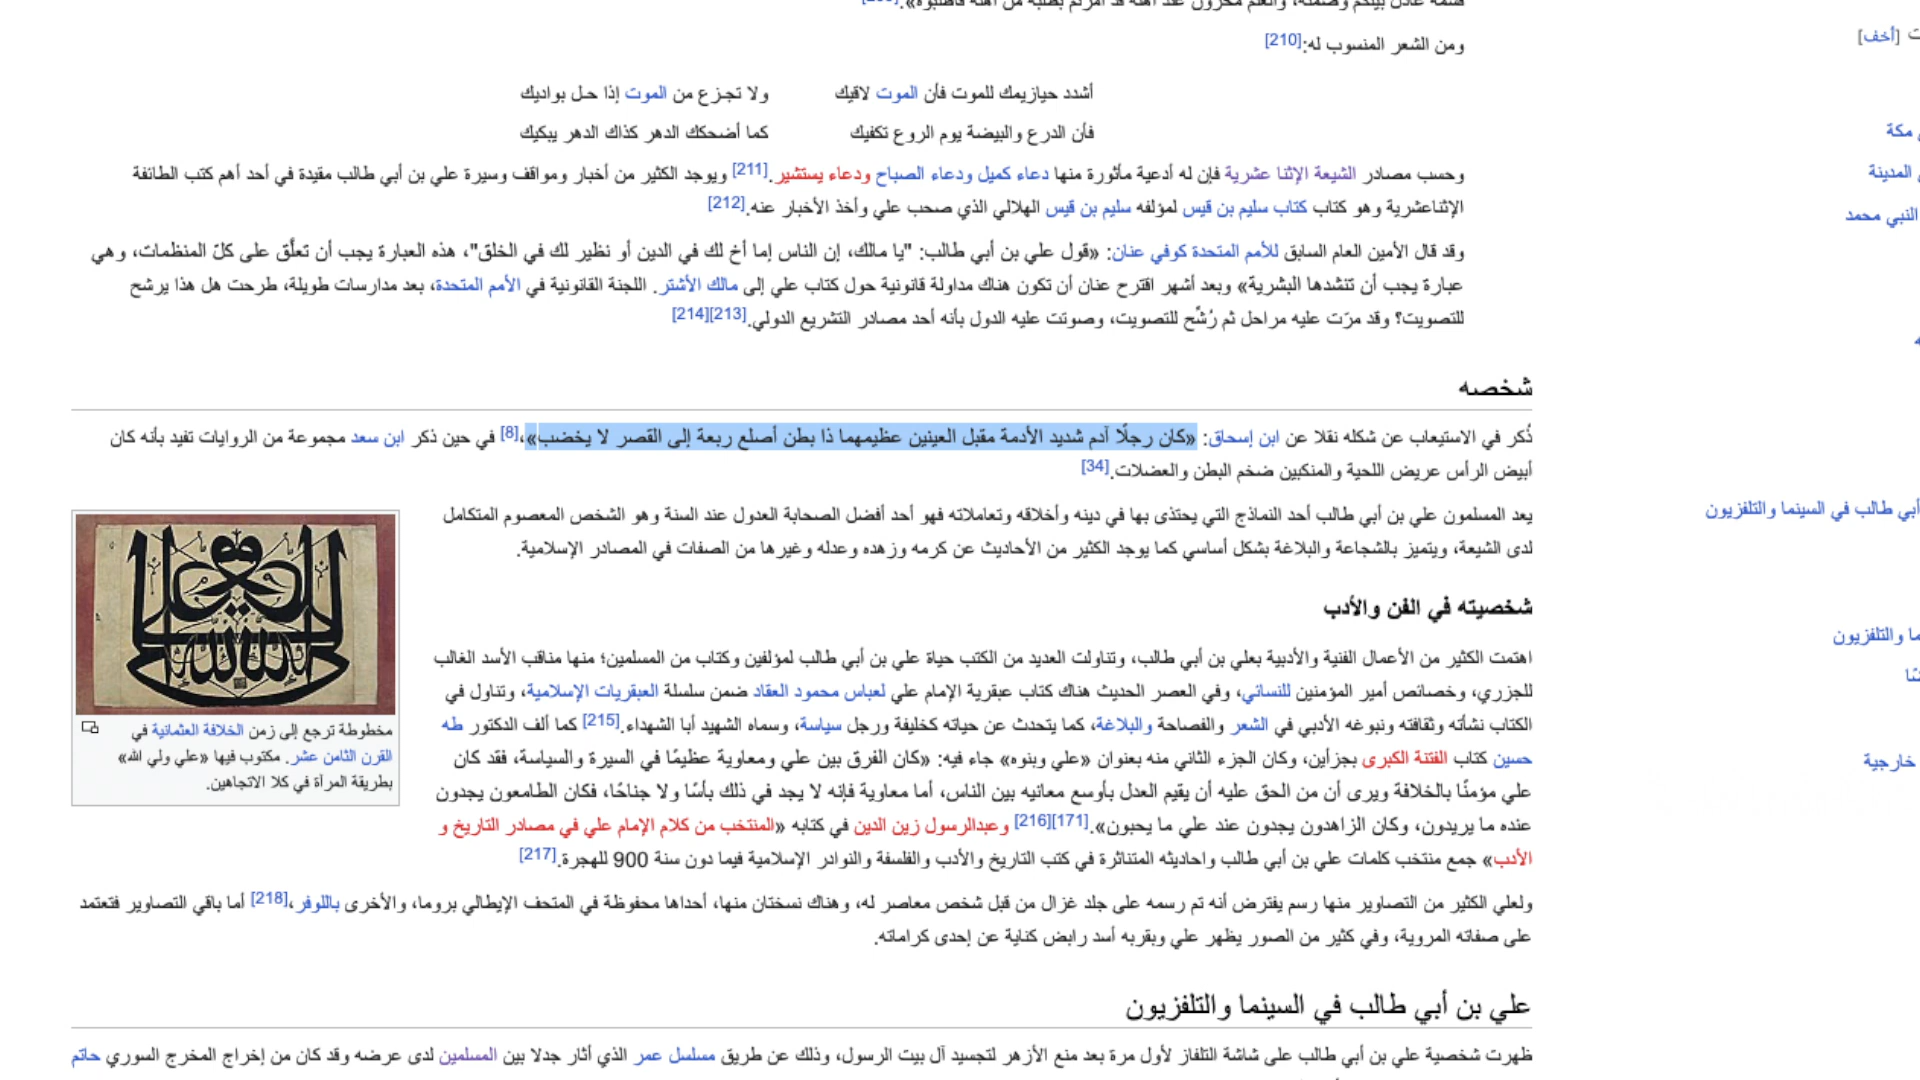 ومن الشعر المنسوب له:[210]
أشدد حيازيمك للموت فأن الموت لاقيك ولا تجزع من الموت إذا حل بواديك
فأن الدرع والبيضة يوم الروع تكفيك كما أضحكك الدهر كذاك الدهر يبكيك
وحسب مصادر الشيعة الإثنا عشرية فإن له أدعية مأثورة منها دعاء كميل ودعاء الصباح ودعاء يستشير.[211] ويوجد الكثير من أخبار ومواقف وسيرة علي بن أبي طالب مقيدة في أحد أهم كتب الطائفة
الإثناعشرية وهو كتاب كتاب سليم بن قيس لمؤلفه سليم بن قيس الهلالي الذي صحب علي وأخذ الأخبار عنه.[212]
وقد قال الأمين العام السابق للأمم المتحدة كوفي عنان: «قول علي بن أبي طالب: "يا مالك، إن الناس إما أخ لك في الدين أو نظير لك في الخلق"، هذه العبارة يجب أن تعلَّق على كلّ المنظمات، وهي
عبارة يجب أن تنشدها البشرية» وبعد أشهر اقترح عنان أن تكون هناك مداولة قانونية حول كتاب علي إلى مالك الأشتر. اللجنة القانونية في الأمم المتحدة، بعد مدارسات طويلة، طرحت هل هذا يرشح
للتصويت؟ وقد مرّت عليه مراحل ثم رُشّح للتصويت، وصوتت عليه الدول بأنه أحد مصادر التشريع الدولي.[213][214]
شخصه
ذُكر في الاستيعاب عن شكله نقلا عن ابن إسحاق: «كان رجلًا آدم شديد الأدمة مقبل العينين عظيمهما ذا بطن أصلع ربعة إلى القصر لا يخضب»،[8] في حين ذكر ابن سعد مجموعة من الروايات تفيد بأنه كان
أبيض الرأس عريض اللحية والمنكبين ضخم البطن والعضلات.[34]
يعد المسلمون علي بن أبي طالب أحد النماذج التي يحتذى بها في دينه وأخلاقه وتعاملاته فهو أحد أفضل الصحابة العدول عند السنة وهو الشخص المعصوم المتكامل
لدى الشيعة، ويتميز بالشجاعة والبلاغة بشكل أساسي كما يوجد الكثير من الأحاديث عن كرمه وزهده وعدله وغيرها من الصفات في المصادر الإسلامية.
شخصيته في الفن والأدب
اهتمت الكثير من الأعمال الفنية والأدبية بعلي بن أبي طالب، وتناولت العديد من الكتب حياة علي بن أبي طالب لمؤلفين وكتاب من المسلمين؛ منها مناقب الأسد الغالب
للجزري، وخصائص أمير المؤمنين للنسائي، وفي العصر الحديث هناك كتاب عبقرية الإمام علي لعباس محمود العقاد ضمن سلسلة العبقريات الإسلامية، وتناول في
الكتاب نشأته وثقافته ونبوغه الأدبي في الشعر والفصاحة والبلاغة، كما يتحدث عن حياته كخليفة ورجل سياسة، وسماه الشهيد أبا الشهداء.[215] كما ألف الدكتور طه
حسين كتاب الفتنة الكبرى بجزأين، وكان الجزء الثاني منه بعنوان «علي وبنوه» جاء فيه: «كان الفرق بين علي ومعاوية عظيمًا في السيرة والسياسة، فقد كان
علي مؤمنًا بالخلافة ويرى أن من الحق عليه أن يقيم العدل بأوسع معانيه بين الناس، أما معاوية فإنه لا يجد في ذلك بأسًا ولا جناحًا، فكان الطامعون يجدون
عنده ما يريدون، وكان الزاهدون يجدون عند علي ما يحبون».[171][216] وعبدالرسول زين الدين في كتابه «المنتخب من كلام الإمام علي في مصادر التاريخ و
الأدب» جمع منتخب كلمات علي بن أبي طالب واحاديثه المتناثرة في كتب التاريخ والأدب والفلسفة والنوادر الإسلامية فيما دون سنة 900 للهجرة.[217]
مخطوطة ترجع إلى زمن الخلافة العثمانية في
القرن الثامن عشر. مكتوب فيها «علي ولي الله»
بطريقة المرآة في كلا الاتجاهين.
ولعلي الكثير من التصاوير منها رسم يفترض أنه تم رسمه على جلد غزال من قبل شخص معاصر له، وهناك نسختان منها، أحداها محفوظة في المتحف الإيطالي بروما، والأخرى باللوفر،[218] أما باقي التصاوير فتعتمد
على صفاته المروية، وفي كثير من الصور يظهر علي وبقربه أسد رابض كناية عن إحدى كراماته.
علي بن أبي طالب في السينما والتلفزيون
ظهرت شخصية علي بن أبي طالب على شاشة التلفاز لأول مرة بعد منع الأزهر لتجسيد آل بيت الرسول، وذلك عن طريق مسلسل عمر الذي أثار جدلا بين المسلمين لدى عرضه وقد كان من إخراج المخرج السوري حاتم
[أخف]
مكة
المدينة
النبي محمد
أبي طالب في السينما والتلفزيون
والتلفزيون
خارجية